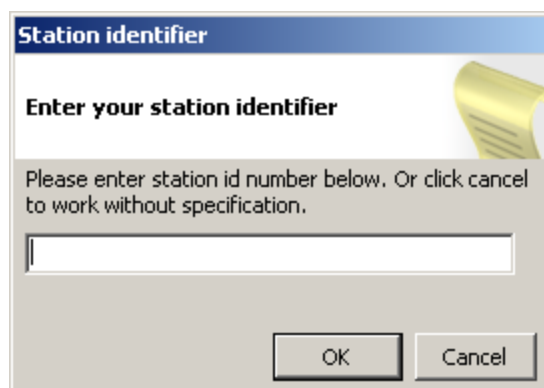 Station identifier
Enter your station identifier
Please enter station id number below. Or click cancel
to work without specification.
OK
Cancel